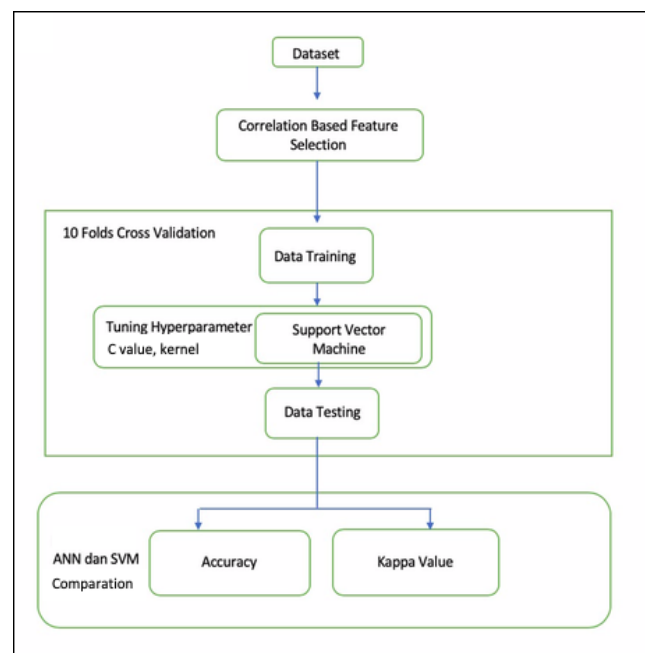 Dataset
Correlation Based Feature
Selection
10 Folds Cross Validation
Data Training
Tuning Hyperparameter
C value, kernel
Support Vector
Machine
Data Testing
ANN dan SVM
Comparation
Accuracy
Kappa Value